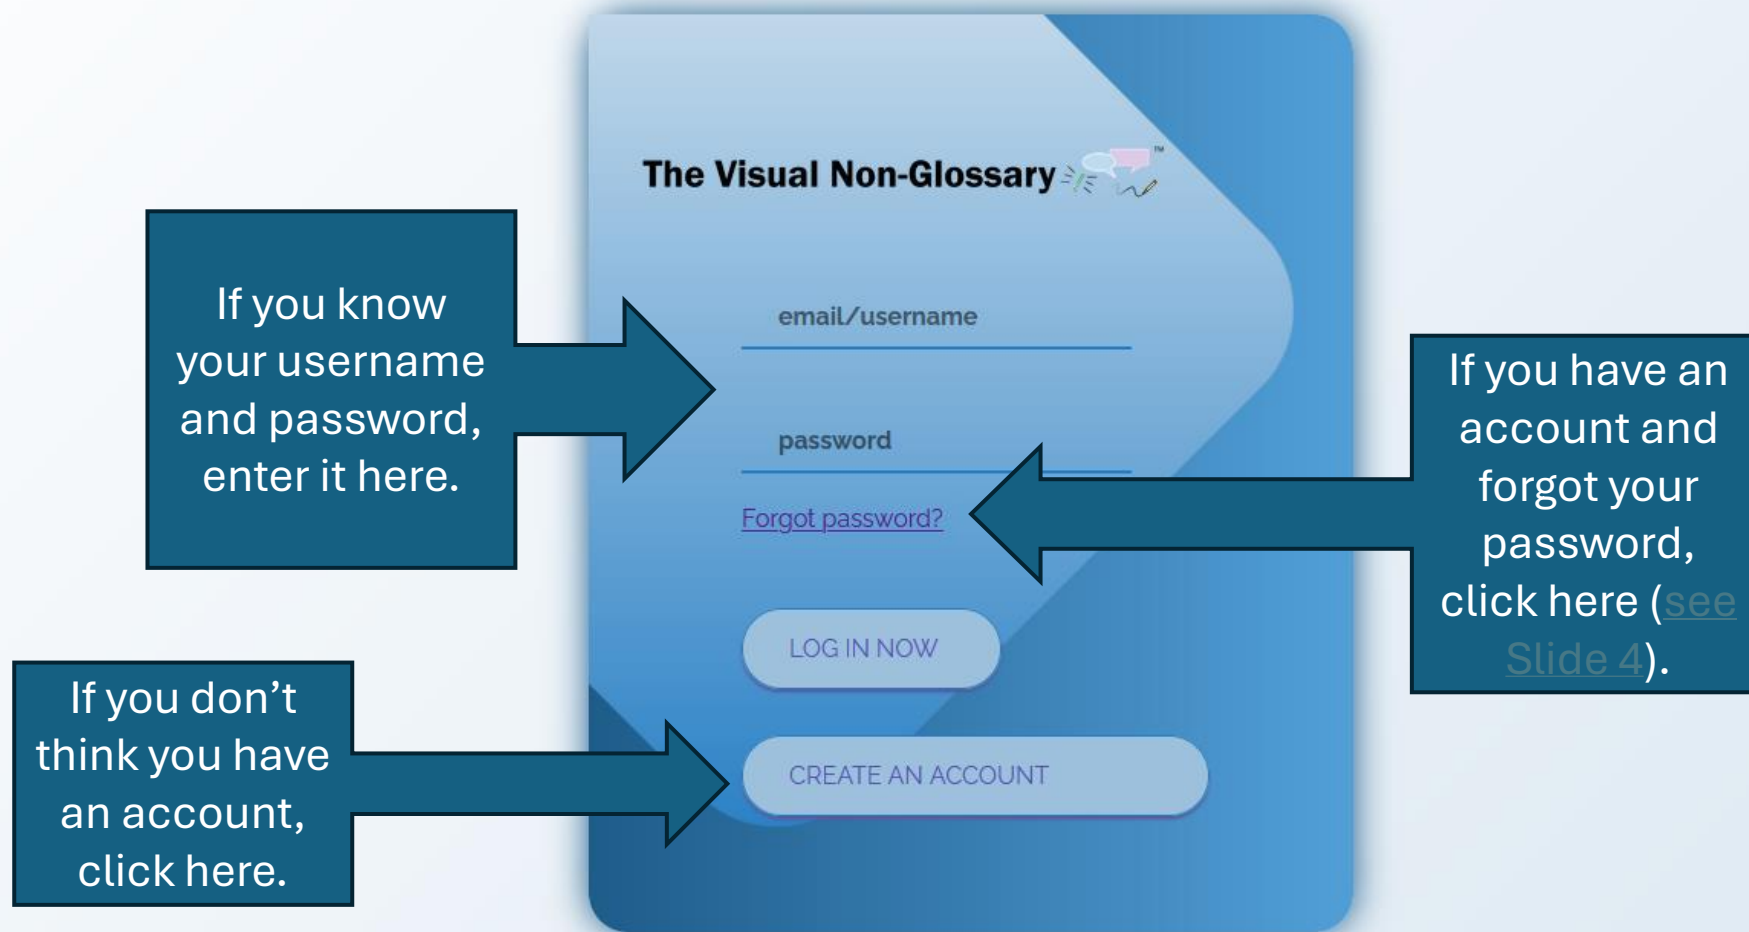 The Visual Non-Glossary ™
If you know
your username
and password,
enter it here.
email/username
password
Forgot password?
If you have an
account and
forgot your
password,
click here (see
Slide 4).
LOG IN NOW
If you don’t
think you have
an account,
click here.
CREATE AN ACCOUNT